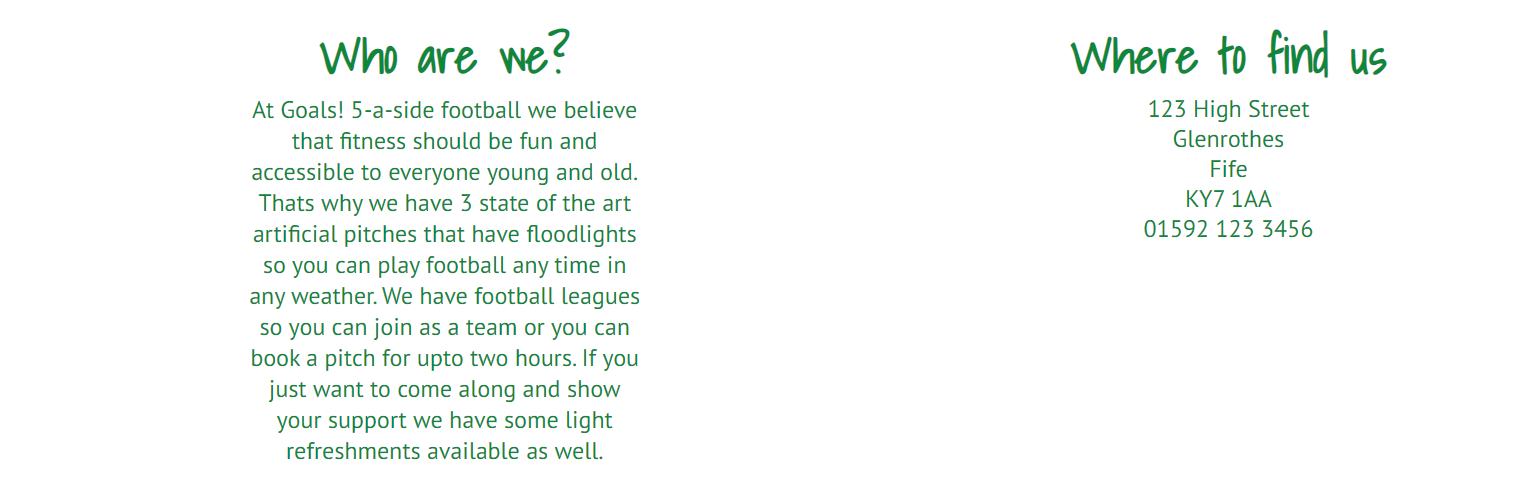 Who are we?
At Goals! 5-a-side football we believe
that fitness should be fun and
accessible to everyone young and old.
Thats why we have 3 state of the art
artificial pitches that have floodlights
so you can play football any time in
any weather. We have football leagues
so you can join as a team or you can
book a pitch for upto two hours. If you
just want to come along and show
your support we have some light
refreshments available as well.
Where to find us
123 High Street
Glenrothes
Fife
KY7 1AA
01592 123 3456